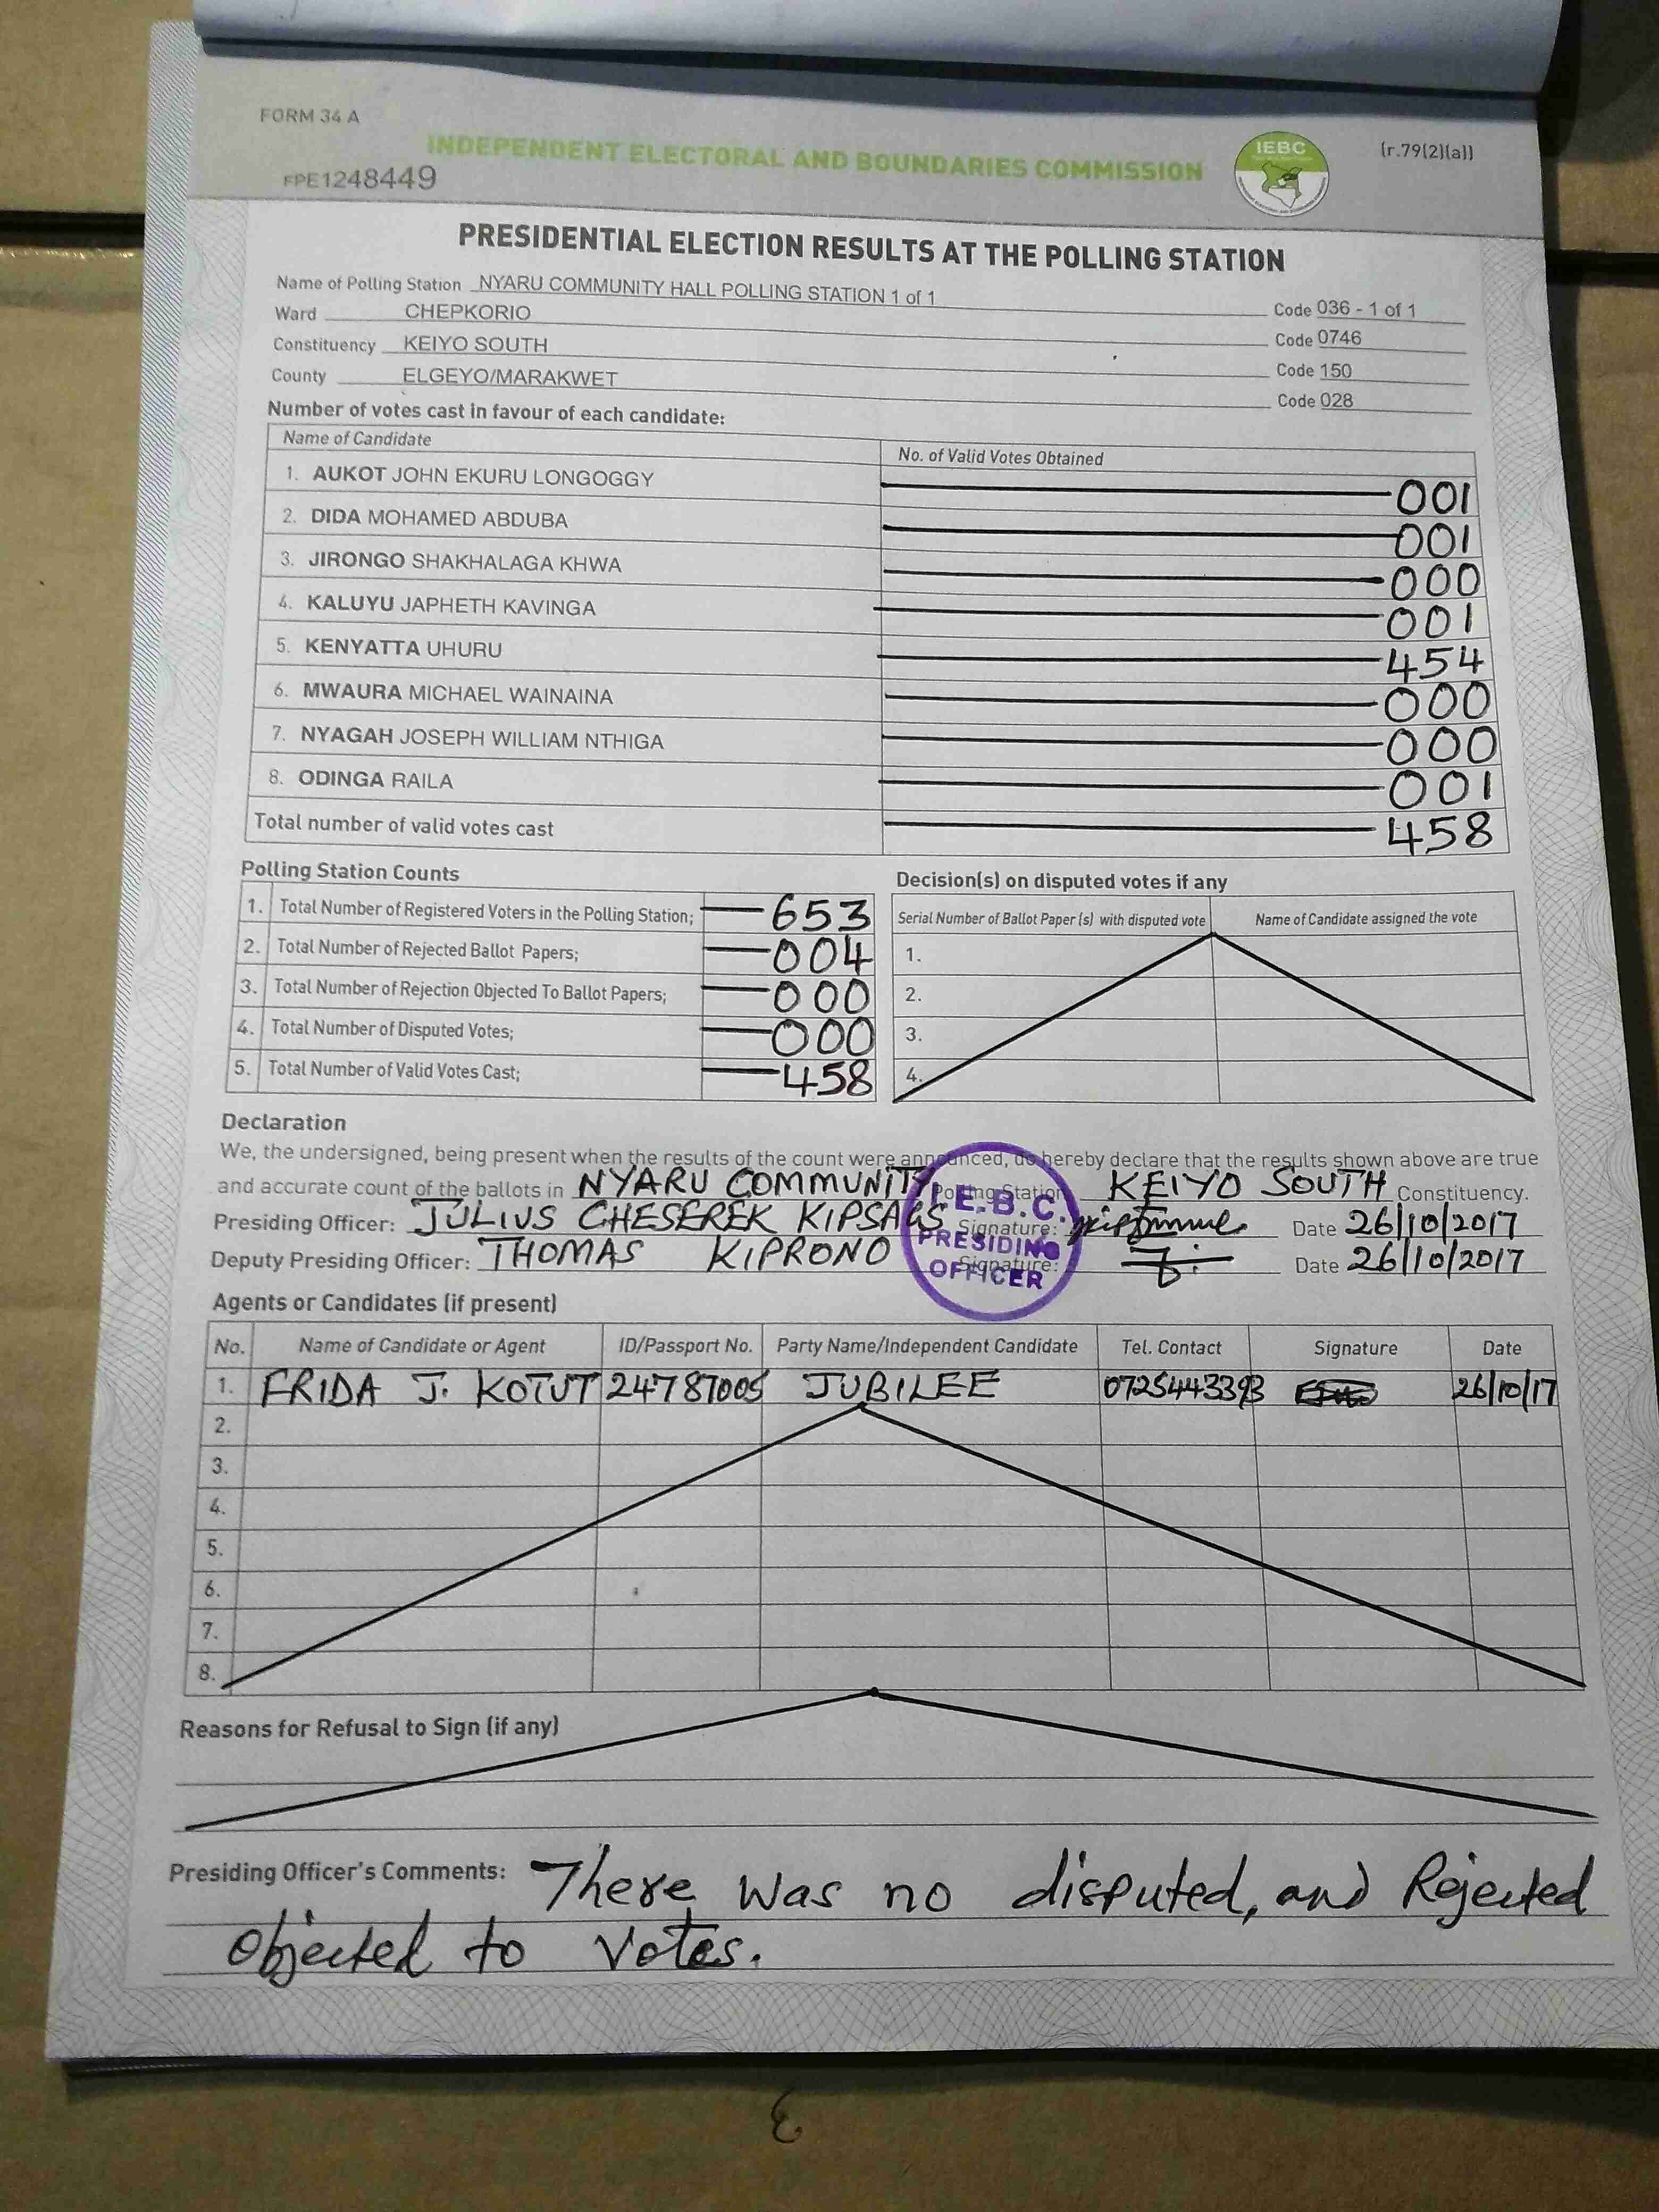 FORM 34 A
INDEPENDENT ELECTORAL AND BOUNDARIES COMMISSION
IEBC
(r.79(2)(a))
FPE1248449
PRESIDENTIAL ELECTION RESULTS AT THE POLLING STATION
Name of Polling Station NYARU COMMUNITY HALL POLLING STATION 1 of 1 Code 036 - 1 of 1
Ward CHEPKORIO Code 0746
Constituency KEIYO SOUTH Code 150
County ELGEYO/MARAKWET Code 028
Number of votes cast in favour of each candidate:
Name of Candidate No. of Valid Votes Obtained
1. AUKOT JOHN EKURU LONGOGGY 001
2. DIDA MOHAMED ABDUBA 001
3. JIRONGO SHAKHALAGA KHWA 000
4. KALUYU JAPHETH KAVINGA 001
5. KENYATTA UHURU 454
6. MWAURA MICHAEL WAINAINA 000
7. NYAGAH JOSEPH WILLIAM NTHIGA 000
8. ODINGA RAILA 001
Total number of valid votes cast 458
Polling Station Counts
1. Total Number of Registered Voters in the Polling Station; 653
2. Total Number of Rejected Ballot Papers; 004
3. Total Number of Rejection Objected To Ballot Papers; 000
4. Total Number of Disputed Votes; 000
5. Total Number of Valid Votes Cast; 458
Decision(s) on disputed votes if any
Serial Number of Ballot Paper (s) with disputed vote Name of Candidate assigned the vote
1.
2.
3.
4.
Declaration
We, the undersigned, being present when the results of the count were announced, do hereby declare that the results shown above are true
and accurate count of the ballots in NYARU COMMUNITY Polling Station KEIYO SOUTH Constituency.
Presiding Officer: JULIUS CHESEREK KIPSAGS Signature: Date 26/10/2017
Deputy Presiding Officer: THOMAS KIPRONO Signature: Date 26/10/2017
I.E.B.C.
PRESIDING
OFFICER
Agents or Candidates (if present)
No. Name of Candidate or Agent ID/Passport No. Party Name/Independent Candidate Tel. Contact Signature Date
1. FRIDA J. KOTUT 24787005 JUBILEE 0725443393 26/10/17
2.
3.
4.
5.
6.
7.
8.
Reasons for Refusal to Sign (if any)
Presiding Officer's Comments: There was no disputed, and Rejected
objected to votes.